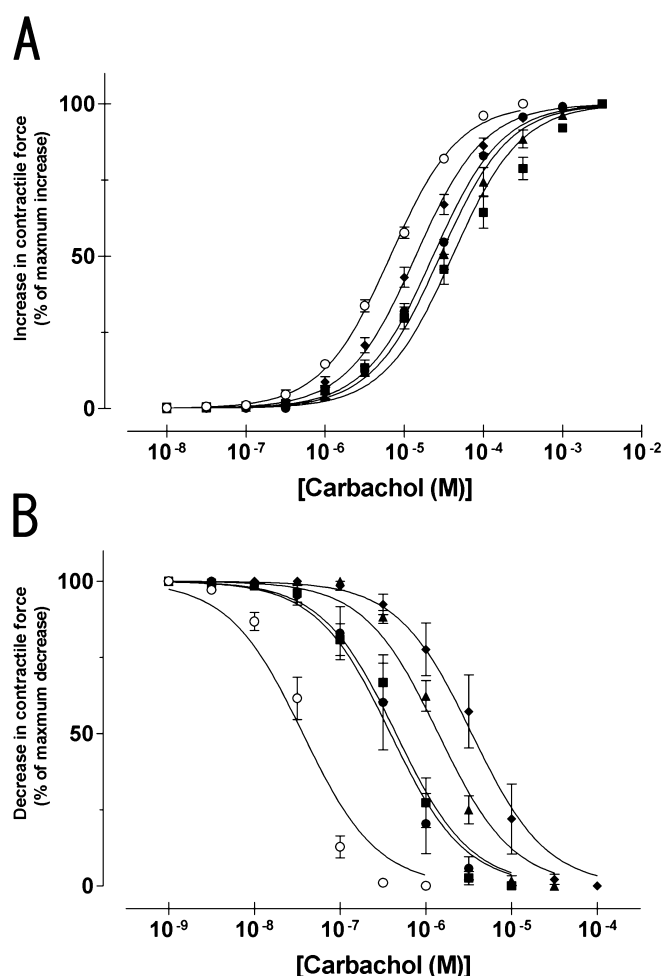 A
Increase in contractile force
(% of maxmum increase)
100
50
0
10-8 10-7 10-6 10-5 10-4 10-3 10-2
[Carbachol (M)]
B
Decrease in contractile force
(% of maxmum decrease)
100
50
0
10-9 10-8 10-7 10-6 10-5 10-4
[Carbachol (M)]